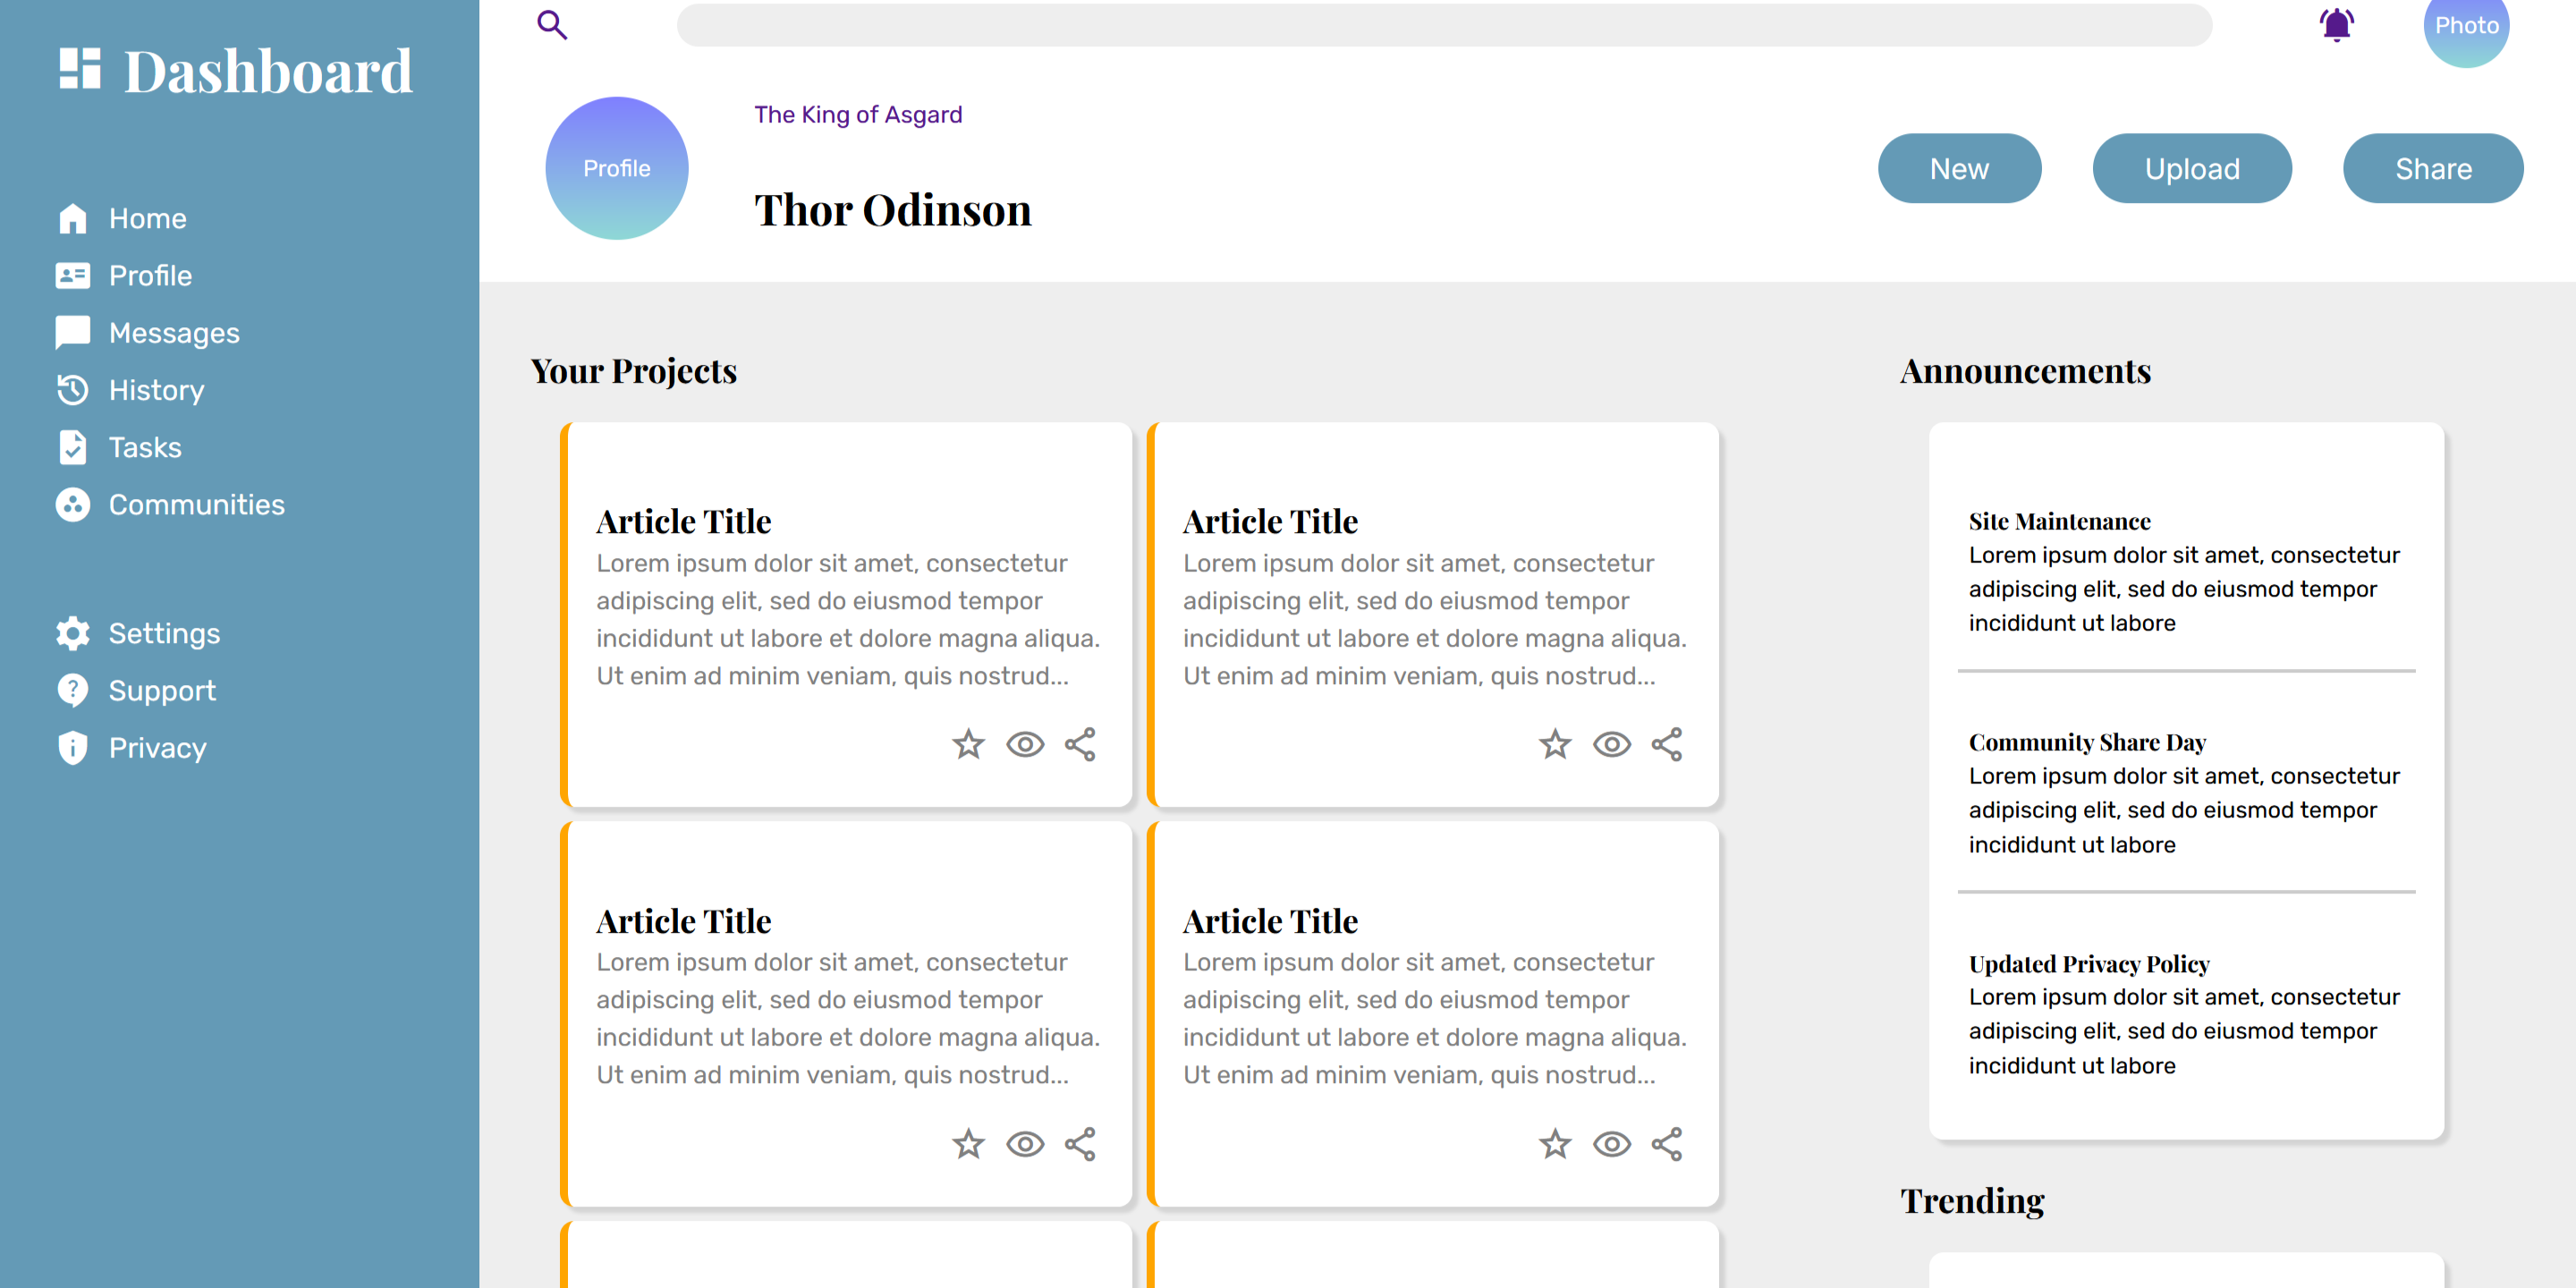 Dashboard
Home
Profile
Messages
History
Tasks
Communities
Settings
Support
Privacy
Photo
Profile
The King of Asgard
Thor Odinson
New
Upload
Share
Your Projects
Article Title
Lorem ipsum dolor sit amet, consectetur
adipiscing elit, sed do eiusmod tempor
incididunt ut labore et dolore magna aliqua.
Ut enim ad minim veniam, quis nostrud...
Article Title
Lorem ipsum dolor sit amet, consectetur
adipiscing elit, sed do eiusmod tempor
incididunt ut labore et dolore magna aliqua.
Ut enim ad minim veniam, quis nostrud...
Article Title
Lorem ipsum dolor sit amet, consectetur
adipiscing elit, sed do eiusmod tempor
incididunt ut labore et dolore magna aliqua.
Ut enim ad minim veniam, quis nostrud...
Article Title
Lorem ipsum dolor sit amet, consectetur
adipiscing elit, sed do eiusmod tempor
incididunt ut labore et dolore magna aliqua.
Ut enim ad minim veniam, quis nostrud...
Announcements
Site Maintenance
Lorem ipsum dolor sit amet, consectetur
adipiscing elit, sed do eiusmod tempor
incididunt ut labore
Community Share Day
Lorem ipsum dolor sit amet, consectetur
adipiscing elit, sed do eiusmod tempor
incididunt ut labore
Updated Privacy Policy
Lorem ipsum dolor sit amet, consectetur
adipiscing elit, sed do eiusmod tempor
incididunt ut labore
Trending